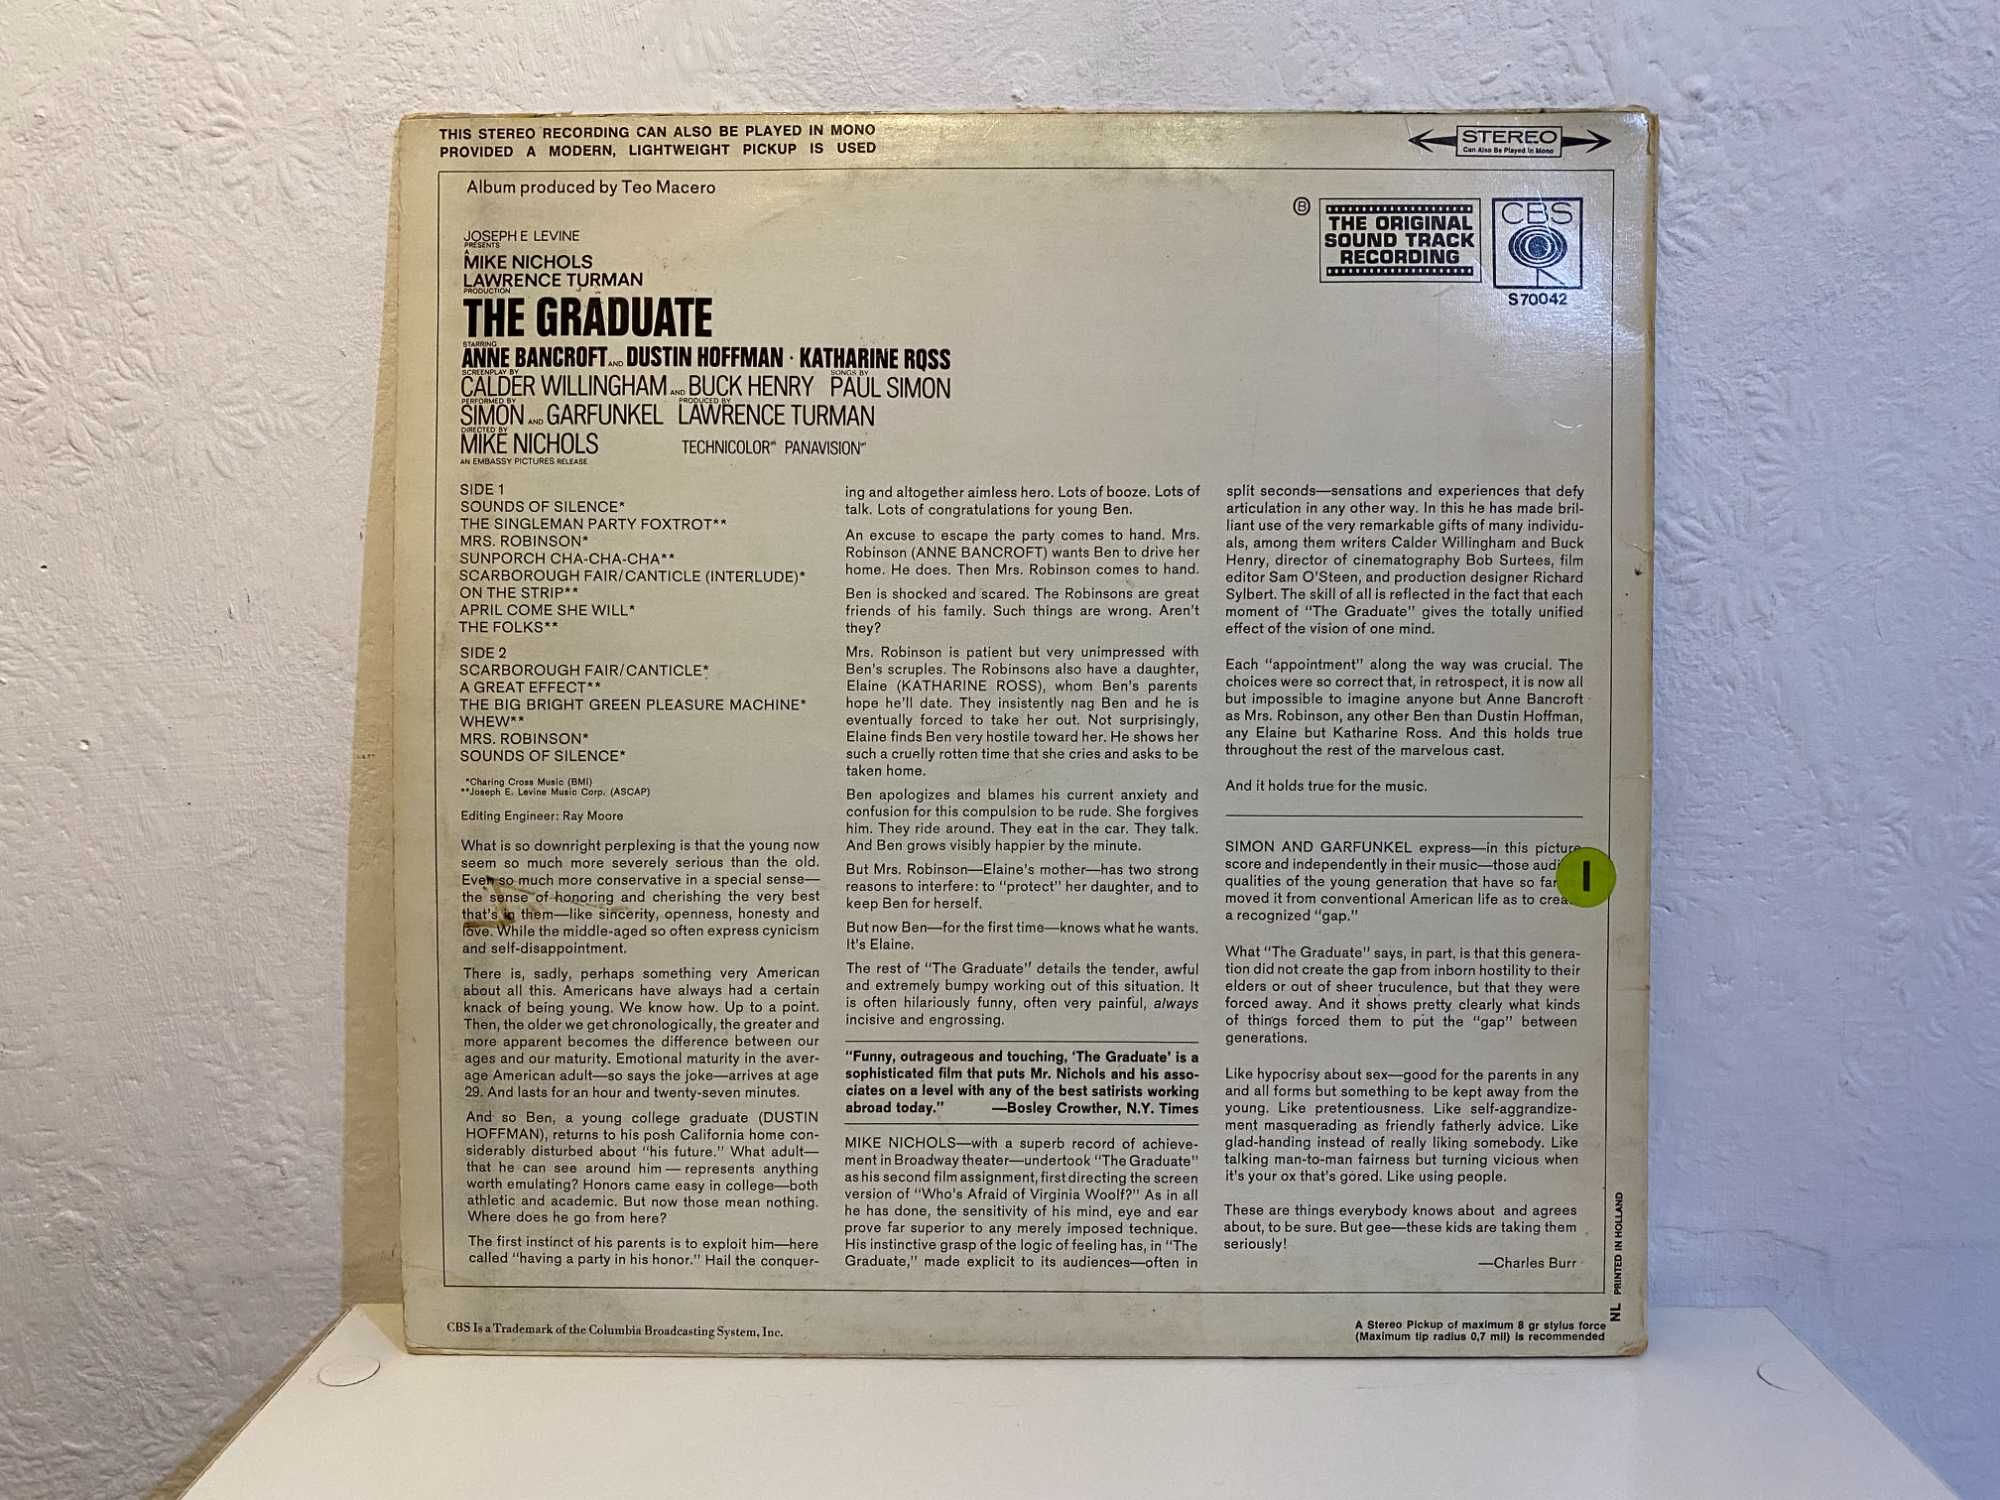 THIS STEREO RECORDING CAN ALSO BE PLAYED IN MONO
PROVIDED A MODERN, LIGHTWEIGHT PICKUP IS USED
STEREO
Can Also Be Played in Mono
Album produced by Teo Macero
B
THE ORIGINAL
SOUND TRACK
RECORDING
CBS
S 70042
JOSEPH E LEVINE
PRESENTS
A
MIKE NICHOLS
LAWRENCE TURMAN
PRODUCTION
THE GRADUATE
STARRING
ANNE BANCROFT AND DUSTIN HOFFMAN · KATHARINE ROSS
SCREENPLAY BY SONGS BY
CALDER WILLINGHAM AND BUCK HENRY PAUL SIMON
PERFORMED BY PRODUCED BY
SIMON AND GARFUNKEL LAWRENCE TURMAN
DIRECTED BY
MIKE NICHOLS TECHNICOLOR PANAVISION
AN EMBASSY PICTURES RELEASE
SIDE 1
SOUNDS OF SILENCE*
THE SINGLEMAN PARTY FOXTROT**
MRS. ROBINSON*
SUNPORCH CHA-CHA-CHA**
SCARBOROUGH FAIR/CANTICLE (INTERLUDE)*
ON THE STRIP**
APRIL COME SHE WILL*
THE FOLKS**
SIDE 2
SCARBOROUGH FAIR/CANTICLE*
A GREAT EFFECT**
THE BIG BRIGHT GREEN PLEASURE MACHINE*
WHEW**
MRS. ROBINSON*
SOUNDS OF SILENCE*
*Charing Cross Music (BMI)
**Joseph E. Levine Music Corp. (ASCAP)
Editing Engineer: Ray Moore
What is so downright perplexing is that the young now
seem so much more severely serious than the old.
Even so much more conservative in a special sense—
the sense of honoring and cherishing the very best
that's in them—like sincerity, openness, honesty and
love. While the middle-aged so often express cynicism
and self-disappointment.
There is, sadly, perhaps something very American
about all this. Americans have always had a certain
knack of being young. We know how. Up to a point.
Then, the older we get chronologically, the greater and
more apparent becomes the difference between our
ages and our maturity. Emotional maturity in the aver-
age American adult—so says the joke—arrives at age
29. And lasts for an hour and twenty-seven minutes.
And so Ben, a young college graduate (DUSTIN
HOFFMAN), returns to his posh California home con-
siderably disturbed about "his future." What adult—
that he can see around him — represents anything
worth emulating? Honors came easy in college—both
athletic and academic. But now those mean nothing.
Where does he go from here?
The first instinct of his parents is to exploit him—here
called "having a party in his honor." Hail the conquer-
ing and altogether aimless hero. Lots of booze. Lots of
talk. Lots of congratulations for young Ben.
An excuse to escape the party comes to hand. Mrs.
Robinson (ANNE BANCROFT) wants Ben to drive her
home. He does. Then Mrs. Robinson comes to hand.
Ben is shocked and scared. The Robinsons are great
friends of his family. Such things are wrong. Aren't
they?
Mrs. Robinson is patient but very unimpressed with
Ben's scruples. The Robinsons also have a daughter,
Elaine (KATHARINE ROSS), whom Ben's parents
hope he'll date. They insistently nag Ben and he is
eventually forced to take her out. Not surprisingly,
Elaine finds Ben very hostile toward her. He shows her
such a cruelly rotten time that she cries and asks to be
taken home.
Ben apologizes and blames his current anxiety and
confusion for this compulsion to be rude. She forgives
him. They ride around. They eat in the car. They talk.
And Ben grows visibly happier by the minute.
But Mrs. Robinson—Elaine's mother—has two strong
reasons to interfere: to "protect" her daughter, and to
keep Ben for herself.
But now Ben—for the first time—knows what he wants.
It's Elaine.
The rest of "The Graduate" details the tender, awful
and extremely bumpy working out of this situation. It
is often hilariously funny, often very painful, always
incisive and engrossing.
"Funny, outrageous and touching, 'The Graduate' is a
sophisticated film that puts Mr. Nichols and his asso-
ciates on a level with any of the best satirists working
abroad today." —Bosley Crowther, N.Y. Times
MIKE NICHOLS—with a superb record of achieve-
ment in Broadway theater—undertook "The Graduate"
as his second film assignment, first directing the screen
version of "Who's Afraid of Virginia Woolf?" As in all
he has done, the sensitivity of his mind, eye and ear
prove far superior to any merely imposed technique.
His instinctive grasp of the logic of feeling has, in "The
Graduate," made explicit to its audiences—often in
split seconds—sensations and experiences that defy
articulation in any other way. In this he has made bril-
liant use of the very remarkable gifts of many individu-
als, among them writers Calder Willingham and Buck
Henry, director of cinematography Bob Surtees, film
editor Sam O'Steen, and production designer Richard
Sylbert. The skill of all is reflected in the fact that each
moment of "The Graduate" gives the totally unified
effect of the vision of one mind.
Each "appointment" along the way was crucial. The
choices were so correct that, in retrospect, it is now all
but impossible to imagine anyone but Anne Bancroft
as Mrs. Robinson, any other Ben than Dustin Hoffman,
any Elaine but Katharine Ross. And this holds true
throughout the rest of the marvelous cast.
And it holds true for the music.
SIMON AND GARFUNKEL express—in this picture
score and independently in their music—those
qualities of the young generation that have so far
moved it from conventional American life as to
a recognized "gap."
I
What "The Graduate" says, in part, is that this genera-
tion did not create the gap from inborn hostility to their
elders or out of sheer truculence, but that they were
forced away. And it shows pretty clearly what kinds
of things forced them to put the "gap" between
generations.
Like hypocrisy about sex—good for the parents in any
and all forms but something to be kept away from the
young. Like pretentiousness. Like self-aggrandize-
ment masquerading as friendly fatherly advice. Like
glad-handing instead of really liking somebody. Like
talking man-to-man fairness but turning vicious when
it's your ox that's gored. Like using people.
These are things everybody knows about and agrees
about, to be sure. But gee—these kids are taking them
seriously!
—Charles Burr
NL PRINTED IN HOLLAND
CBS Is a Trademark of the Columbia Broadcasting System, Inc.
A Stereo Pickup of maximum 8 gr stylus force
(Maximum tip radius 0,7 mil) is recommended